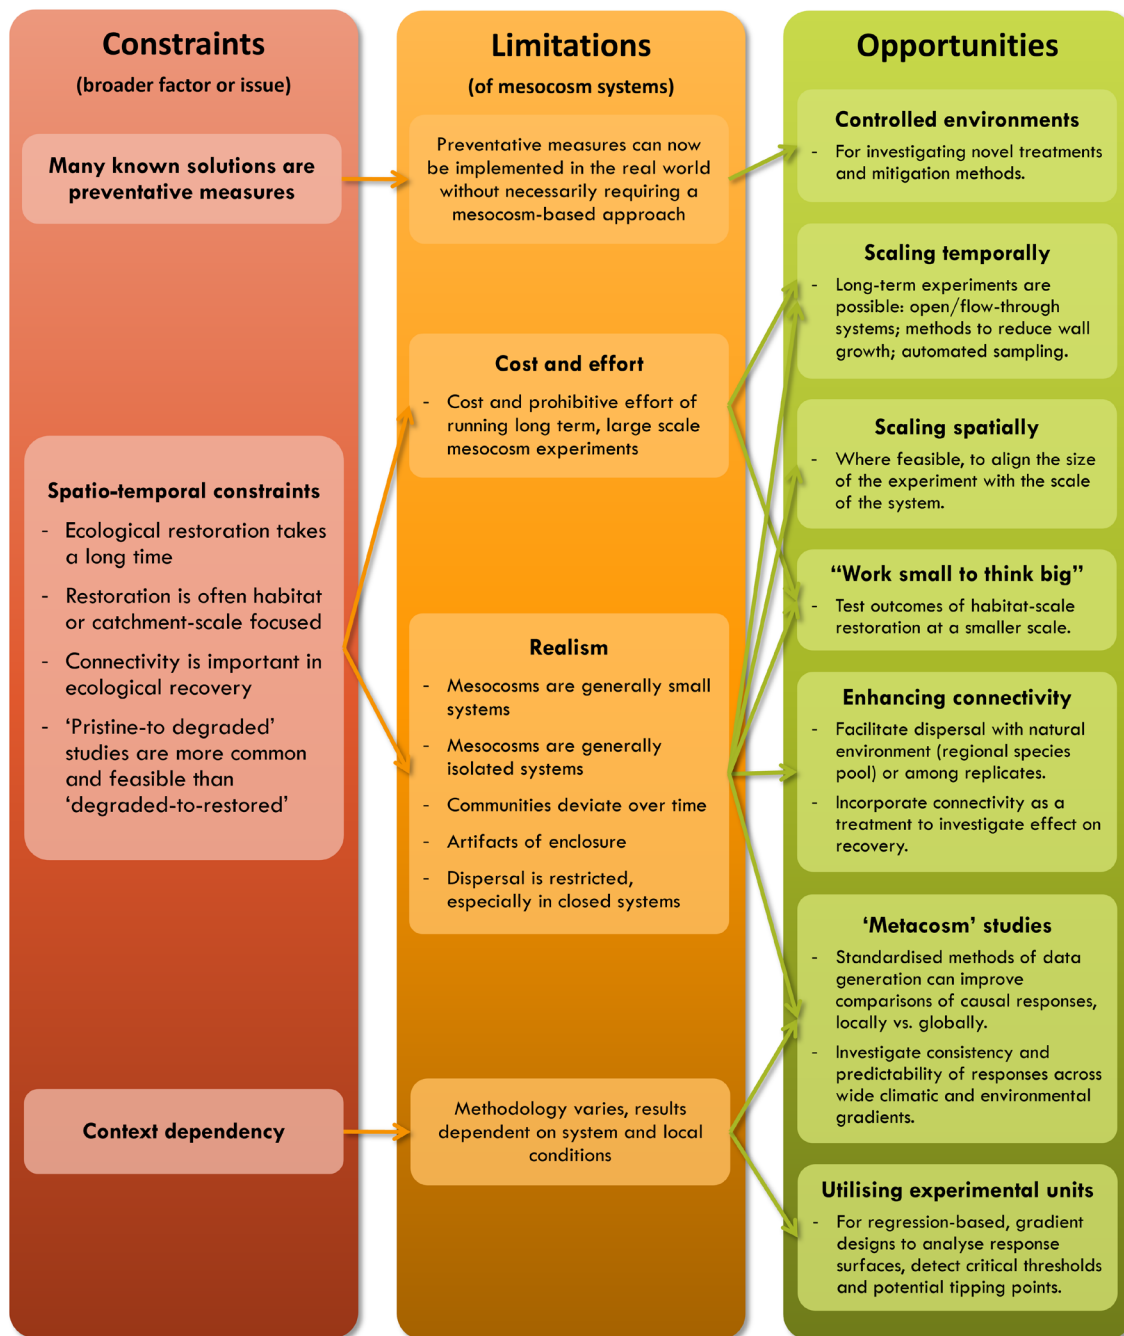 Constraints
(broader factor or issue)
Many known solutions are
preventative measures
Spatio-temporal constraints
- Ecological restoration takes
a long time
- Restoration is often habitat
or catchment-scale focused
- Connectivity is important in
ecological recovery
- ‘Pristine-to degraded’
studies are more common
and feasible than
‘degraded-to-restored’
Context dependency
Limitations
(of mesocosm systems)
Preventative measures can now
be implemented in the real world
without necessarily requiring a
mesocosm-based approach
Cost and effort
- Cost and prohibitive effort of
running long term, large scale
mesocosm experiments
Realism
- Mesocosms are generally small
systems
- Mesocosms are generally
isolated systems
- Communities deviate over time
- Artifacts of enclosure
- Dispersal is restricted,
especially in closed systems
Methodology varies, results
dependent on system and local
conditions
Opportunities
Controlled environments
- For investigating novel treatments
and mitigation methods.
Scaling temporally
- Long-term experiments are
possible: open/flow-through
systems; methods to reduce wall
growth; automated sampling.
Scaling spatially
- Where feasible, to align the size
of the experiment with the scale
of the system.
“Work small to think big”
- Test outcomes of habitat-scale
restoration at a smaller scale.
Enhancing connectivity
- Facilitate dispersal with natural
environment (regional species
pool) or among replicates.
- Incorporate connectivity as a
treatment to investigate effect on
recovery.
‘Metacosm’ studies
- Standardised methods of data
generation can improve
comparisons of causal responses,
locally vs. globally.
- Investigate consistency and
predictability of responses across
wide climatic and environmental
gradients.
Utilising experimental units
- For regression-based, gradient
designs to analyse response
surfaces, detect critical thresholds
and potential tipping points.